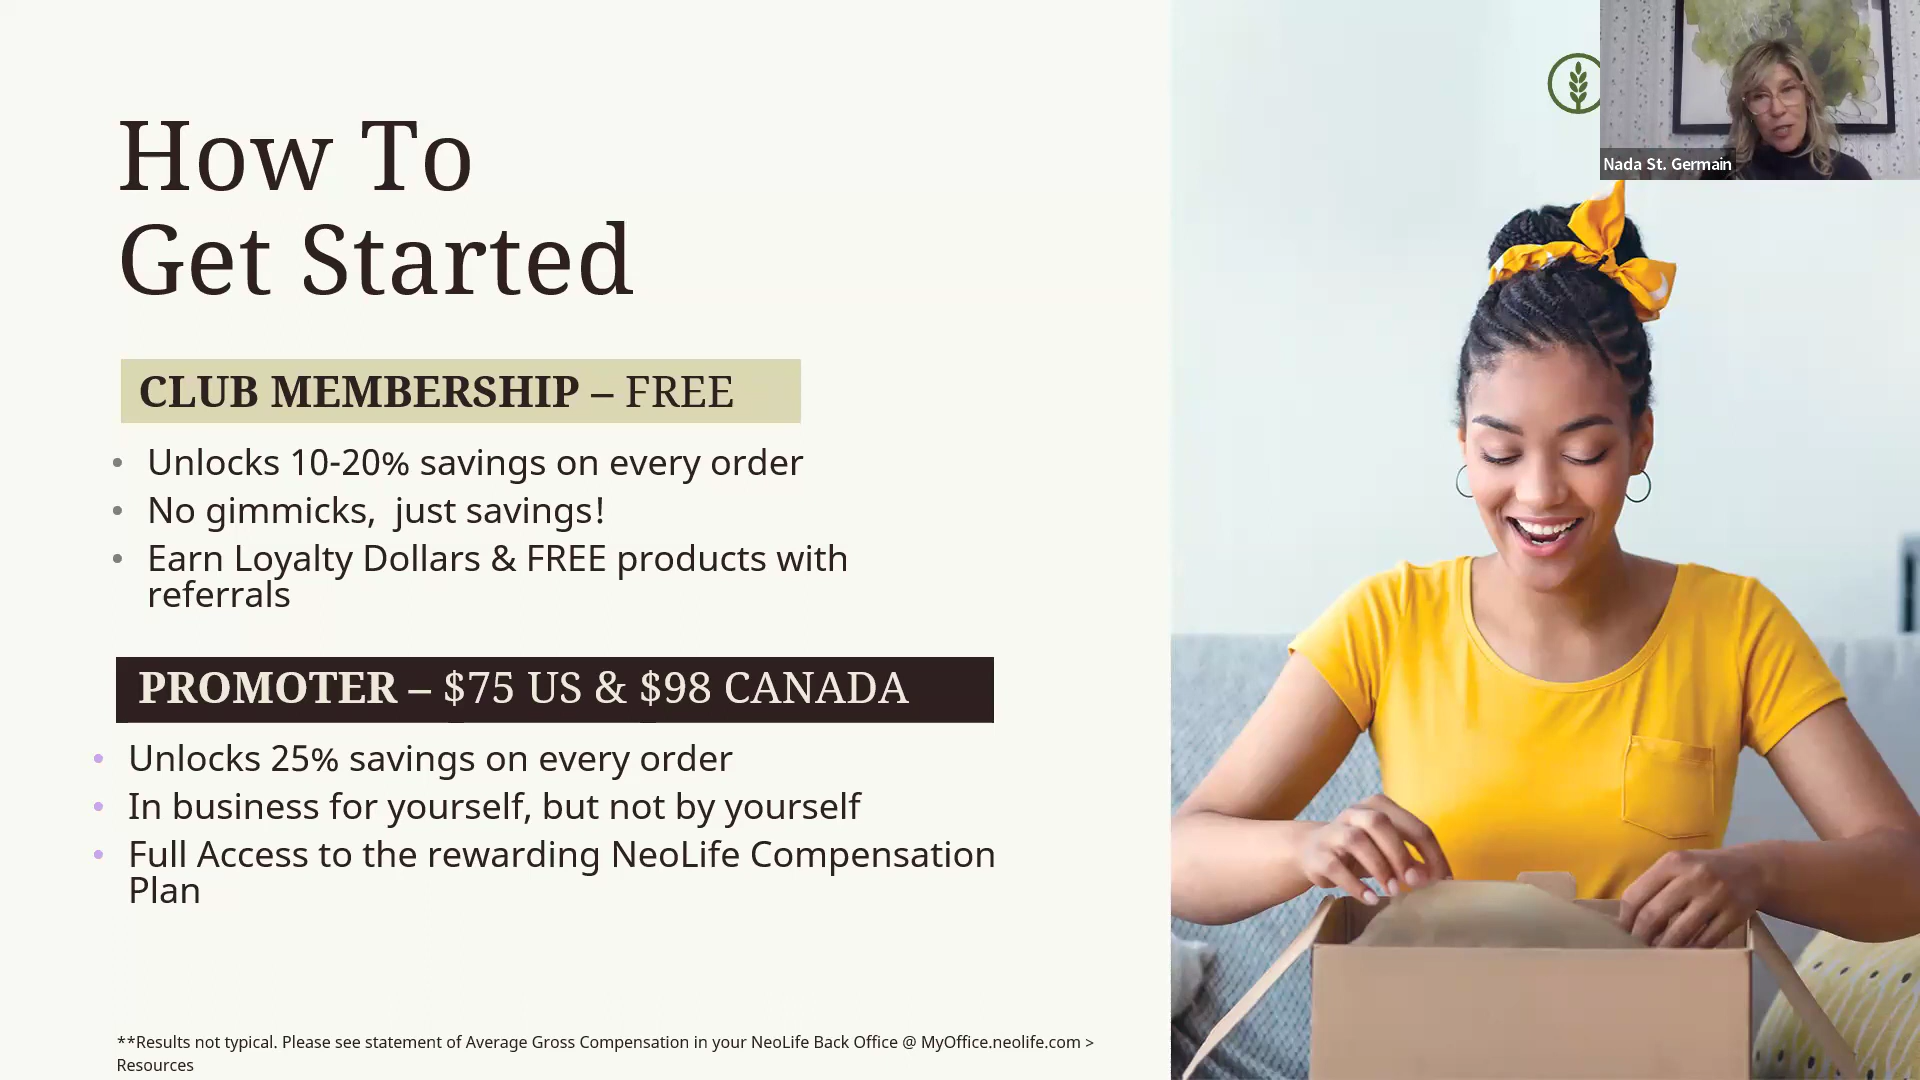 Nada St. Germain
How To
Get Started
CLUB MEMBERSHIP – FREE
• Unlocks 10-20% savings on every order
• No gimmicks,  just savings!
• Earn Loyalty Dollars & FREE products with
referrals
PROMOTER – $75 US & $98 CANADA
• Unlocks 25% savings on every order
• In business for yourself, but not by yourself
• Full Access to the rewarding NeoLife Compensation
Plan
**Results not typical. Please see statement of Average Gross Compensation in your NeoLife Back Office @ MyOffice.neolife.com >
Resources